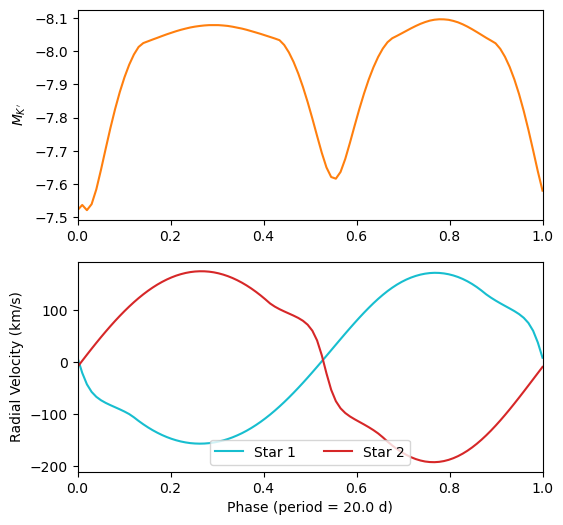 −8.1
−8.0
−7.9
−7.8
−7.7
−7.6
−7.5
M_{K'}
0.0 0.2 0.4 0.6 0.8 1.0
100
0
−100
−200
Radial Velocity (km/s)
Star 1 Star 2
0.0 0.2 0.4 0.6 0.8 1.0
Phase (period = 20.0 d)